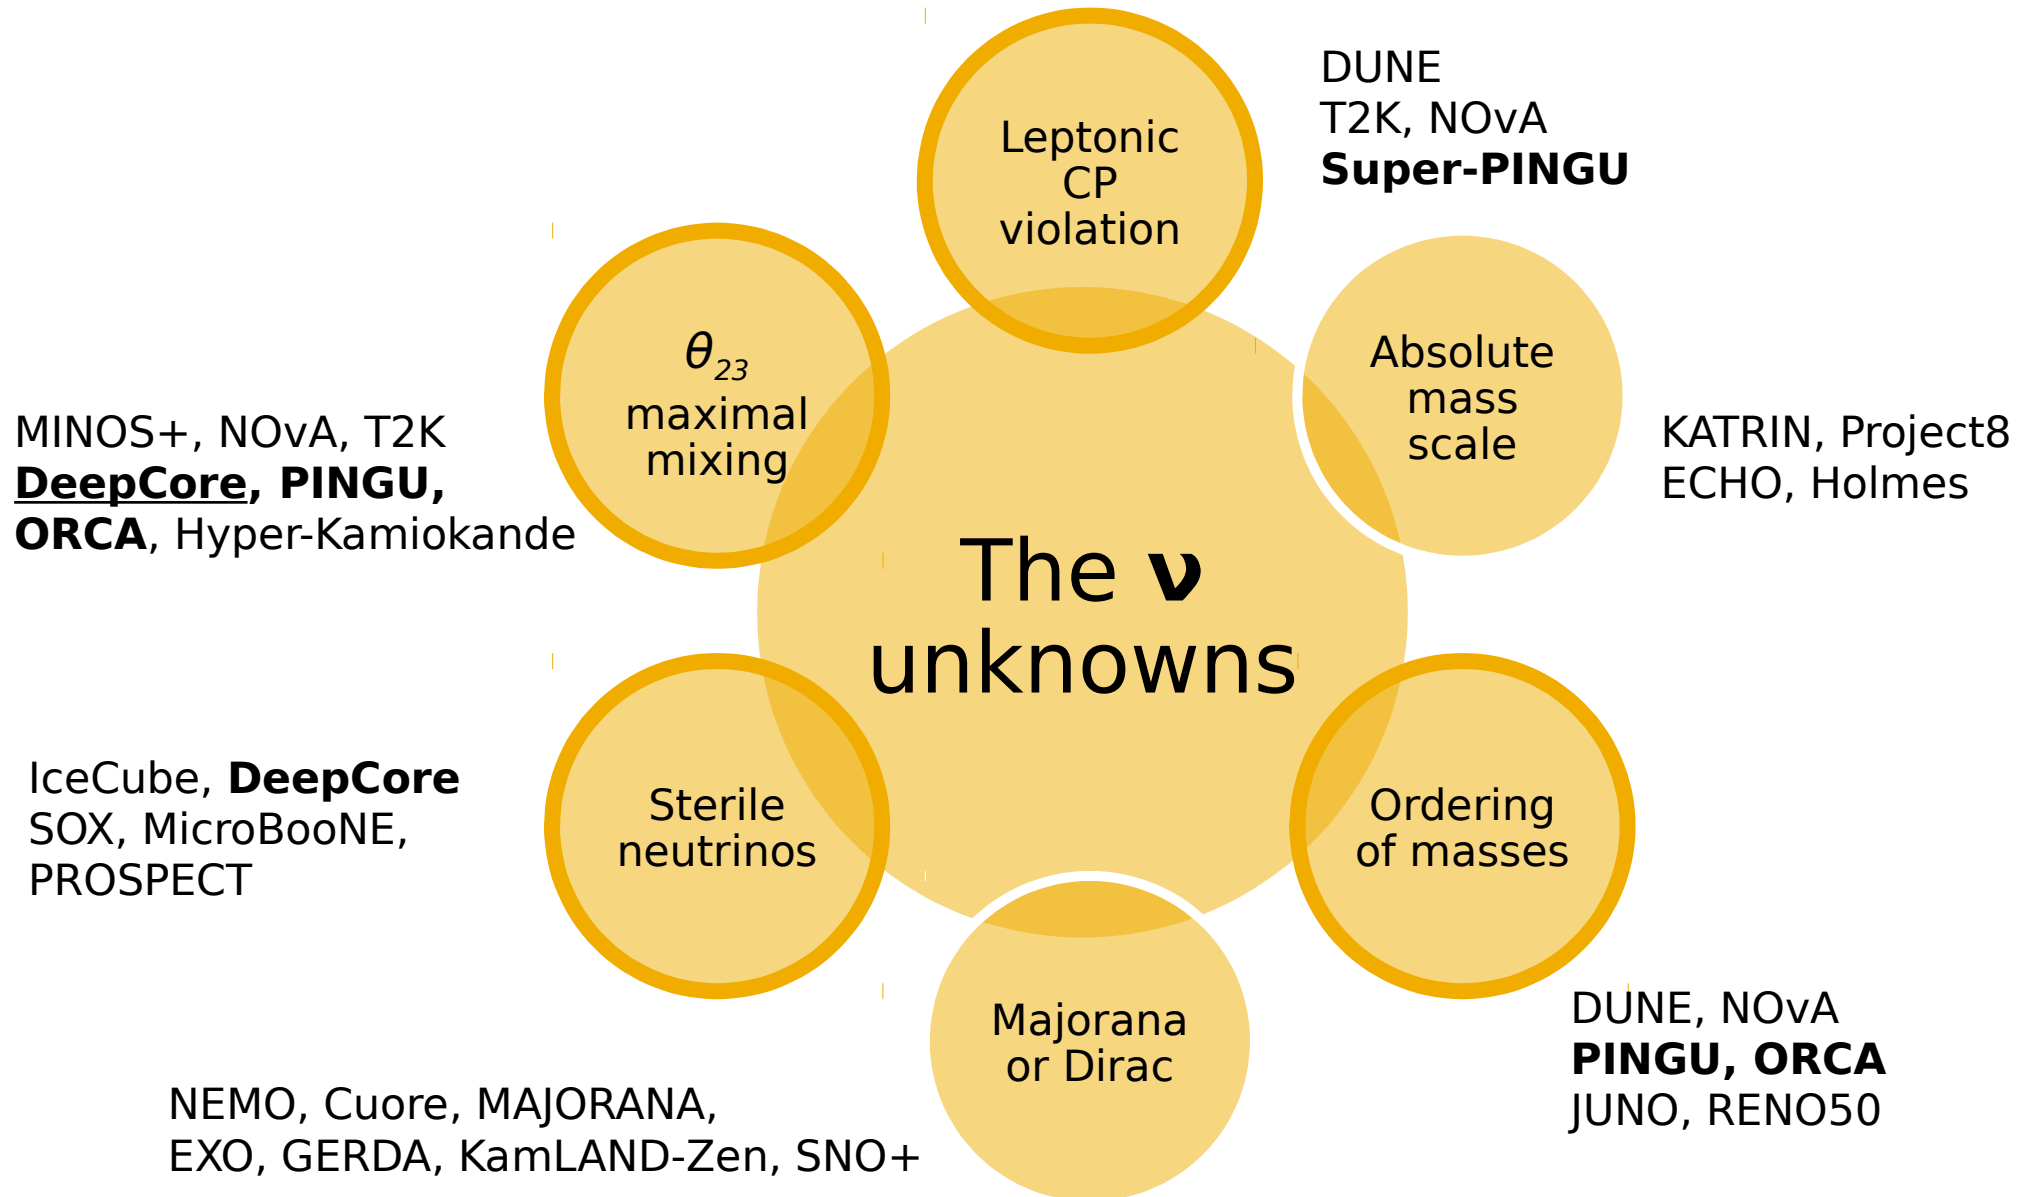 Leptonic
CP
violation
DUNE
T2K, NOvA
Super-PINGU
θ23
maximal
mixing
Absolute
mass
scale
MINOS+, NOvA, T2K
DeepCore, PINGU,
ORCA, Hyper-Kamiokande
KATRIN, Project8
ECHO, Holmes
The ν
unknowns
IceCube, DeepCore
SOX, MicroBooNE,
PROSPECT
Sterile
neutrinos
Ordering
of masses
Majorana
or Dirac
DUNE, NOvA
PINGU, ORCA
JUNO, RENO50
NEMO, Cuore, MAJORANA,
EXO, GERDA, KamLAND-Zen, SNO+